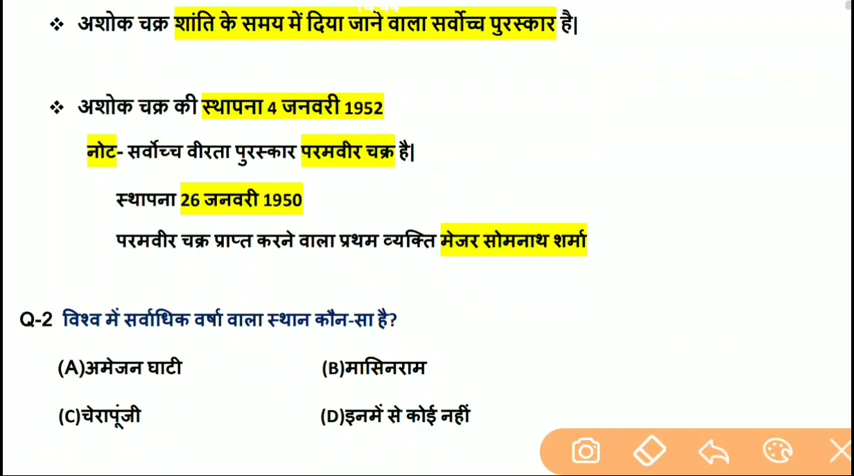 ❖ अशोक चक्र शांति के समय में दिया जाने वाला सर्वोच्च पुरस्कार है|
❖ अशोक चक्र की स्थापना 4 जनवरी 1952
नोट- सर्वोच्च वीरता पुरस्कार परमवीर चक्र है|
स्थापना 26 जनवरी 1950
परमवीर चक्र प्राप्त करने वाला प्रथम व्यक्ति मेजर सोमनाथ शर्मा
Q-2 विश्व में सर्वाधिक वर्षा वाला स्थान कौन-सा है?
(A)अमेजन घाटी (B)मासिनराम
(C)चेरापूंजी (D)इनमें से कोई नहीं